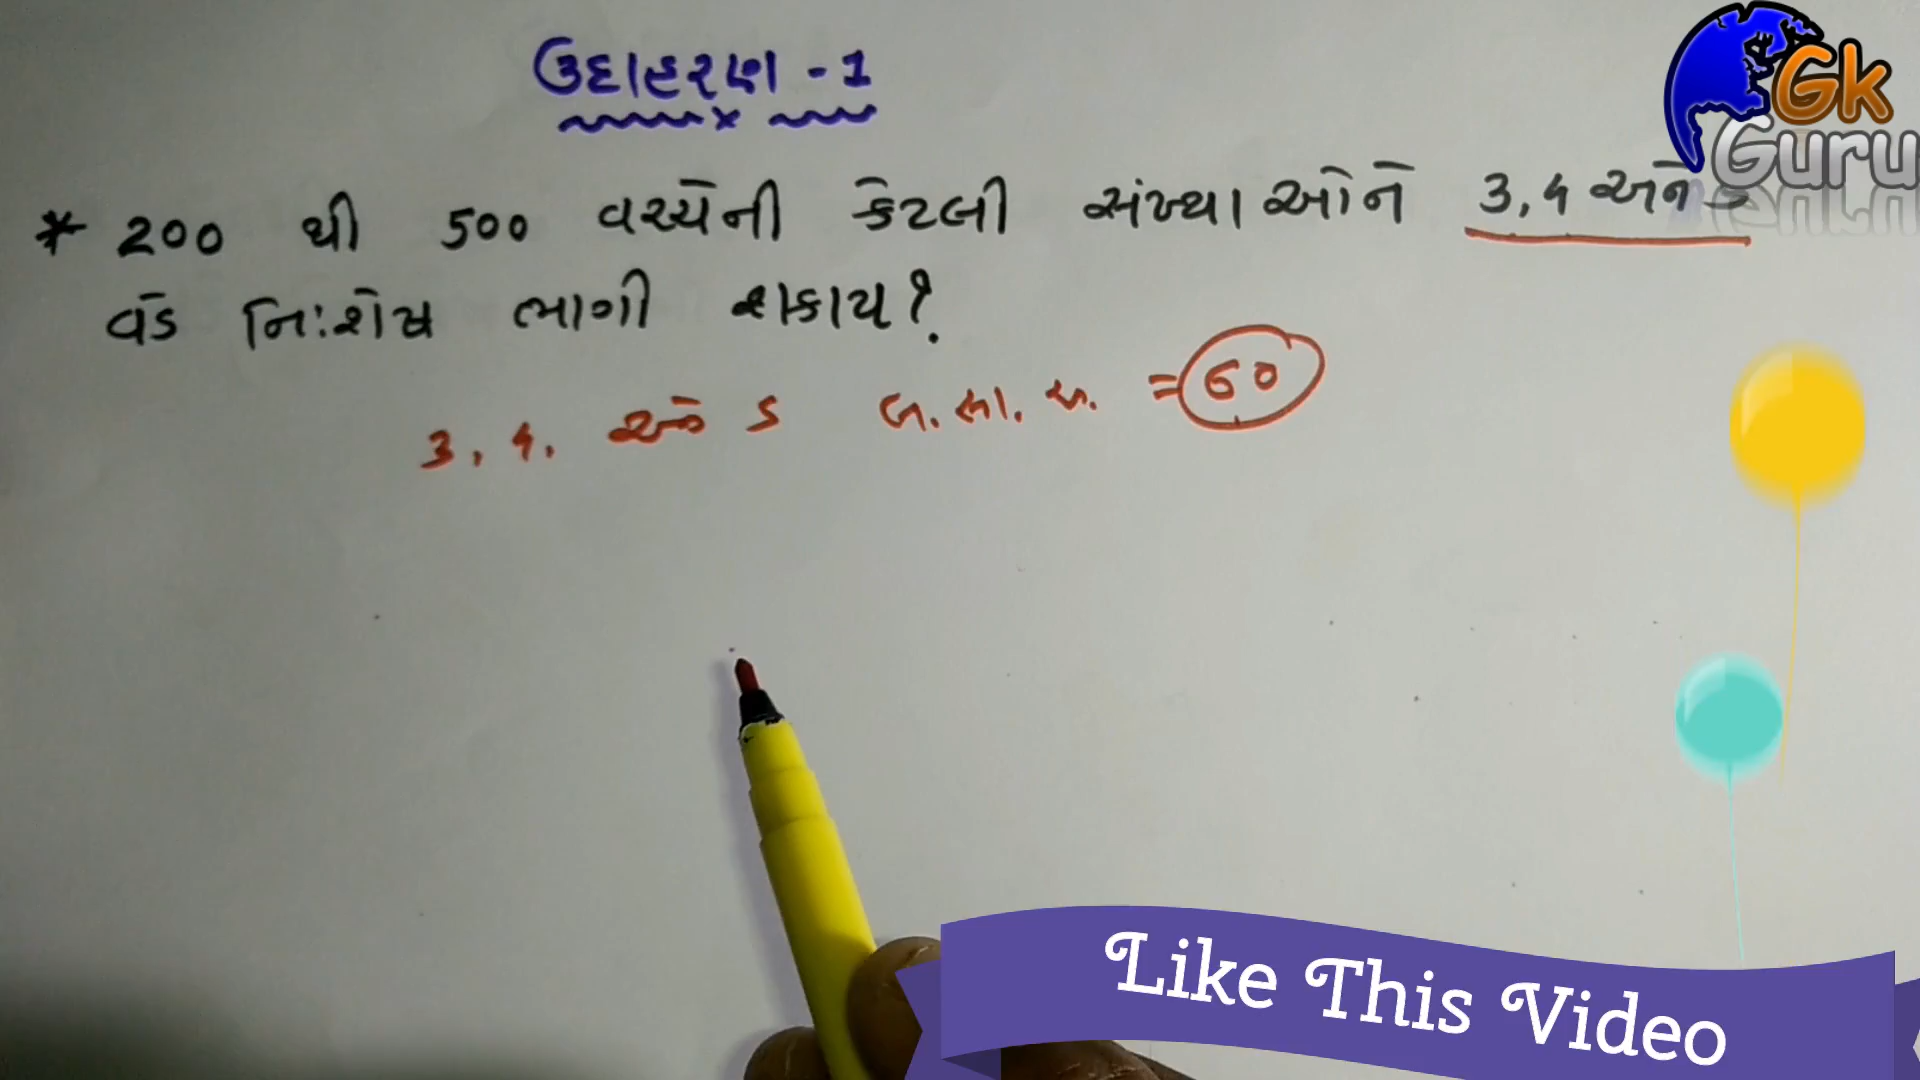 ઉદાહરણ - 1
* 200 થી 500 વચ્ચેની કેટલી સંખ્યાઓને 3, 4 અને 5
વડે નિઃશેષ ભાગી શકાય?
3, 4. અને 5 લ.સા.અ. = 60
Gk
Guru
Like This Video